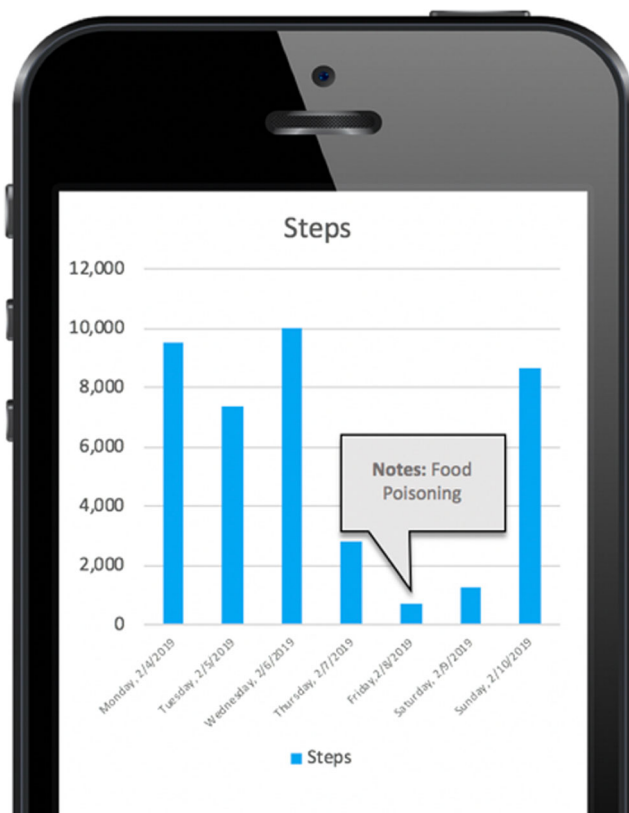 Steps
12,000
10,000
8,000
6,000
4,000
2,000
0
Notes: Food
Poisoning
Monday, 2/4/2019
Tuesday, 2/5/2019
Wednesday, 2/6/2019
Thursday, 2/7/2019
Friday,2/8/2019
Saturday, 2/9/2019
Sunday, 2/10/2019
Steps